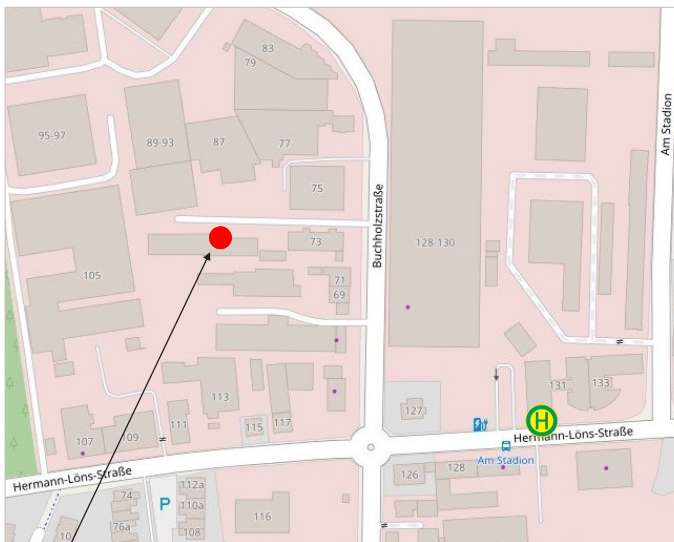 83
79
95-97
89-93
87
77
75
Am Stadion
Buchholzstraße
128-130
73
105
71
69
113
131
133
127
H
111
115
117
107
109
Hermann-Löns-Straße
Am Stadion
Hermann-Löns-Straße
126
128
74
76a
10
P
112a
110a
108
116